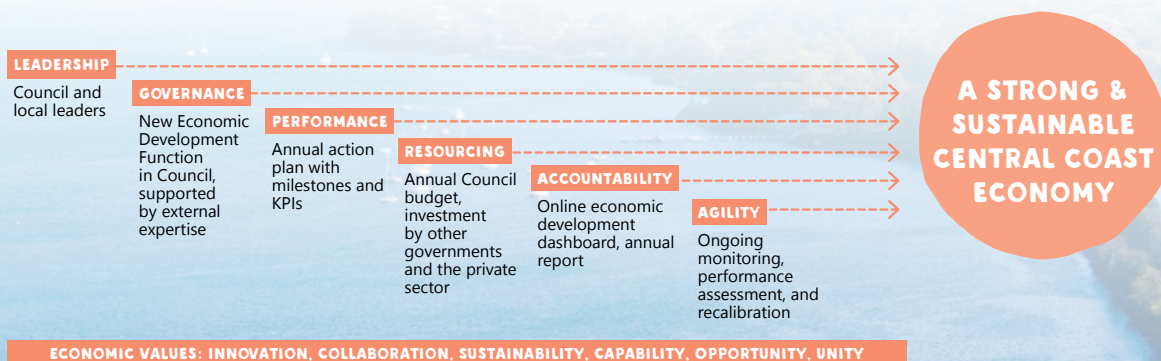 LEADERSHIP
Council and
local leaders
GOVERNANCE
New Economic
Development
Function
in Council,
supported
by external
expertise
PERFORMANCE
Annual action
plan with
milestones and
KPIs
RESOURCING
Annual Council
budget,
investment
by other
governments
and the private
sector
ACCOUNTABILITY
Online economic
development
dashboard, annual
report
AGILITY
Ongoing
monitoring,
performance
assessment, and
recalibration
A STRONG &
SUSTAINABLE
CENTRAL COAST
ECONOMY
ECONOMIC VALUES: INNOVATION, COLLABORATION, SUSTAINABILITY, CAPABILITY, OPPORTUNITY, UNITY